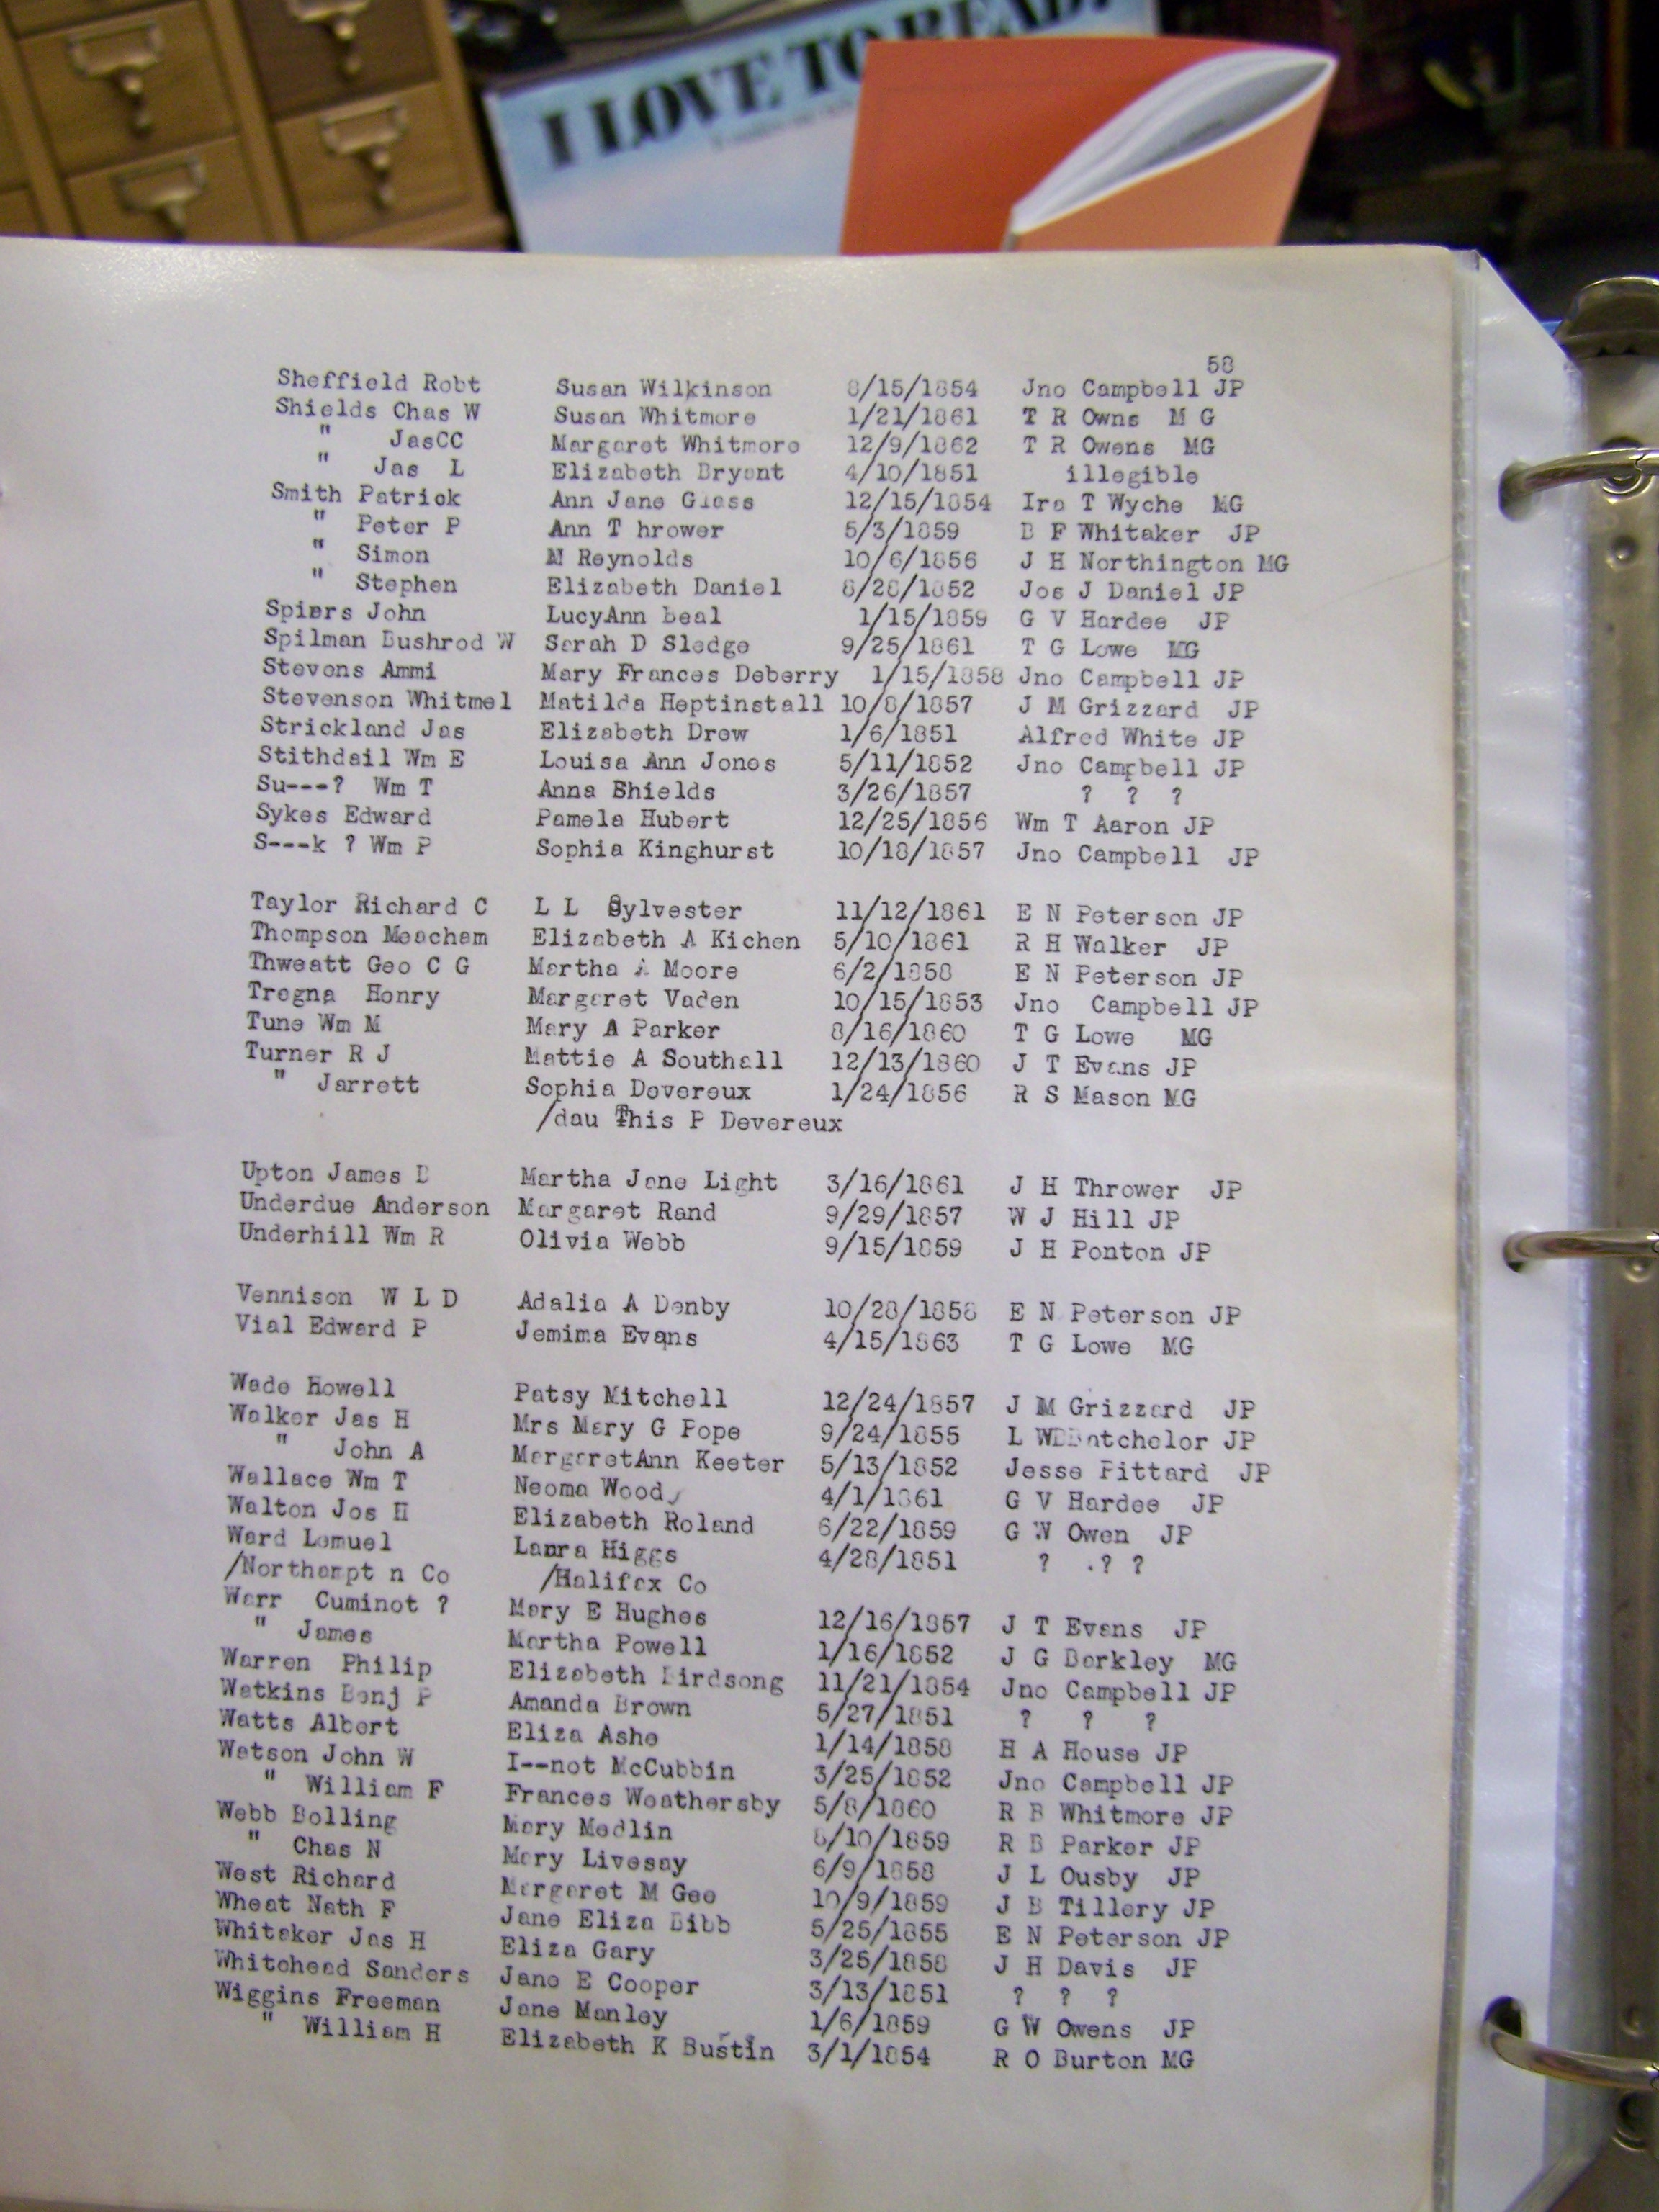 I LOVE TO READ!
58
Sheffield Robt Susan Wilkinson 8/15/1854 Jno Campbell JP
Shields Chas W Susan Whitmore 1/21/1861 T R Owns M G
" JasCC Margaret Whitmore 12/9/1862 T R Owens MG
" Jas L Elizabeth Bryant 4/10/1851 illegible
Smith Patrick Ann Jane Glass 12/15/1854 Ira T Wyche MG
" Peter P Ann T hrower 5/3/1859 B F Whitaker JP
" Simon M Reynolds 10/6/1856 J H Northington MG
" Stephen Elizabeth Daniel 8/28/1852 Jos J Daniel JP
Spiers John LucyAnn Beal 1/15/1859 G V Hardee JP
Spilman Bushrod W Sarah D Sledge 9/25/1861 T G Lowe MG
Stevens Ammi Mary Frances Deberry 1/15/1858 Jno Campbell JP
Stevenson Whitmel Matilda Heptinstall 10/8/1857 J M Grizzard JP
Strickland Jas Elizabeth Drew 1/6/1851 Alfred White JP
Stithdail Wm E Louisa Ann Jones 5/11/1852 Jno Campbell JP
Su---? Wm T Anna Shields 3/26/1857 ? ? ?
Sykes Edward Pamela Hubert 12/25/1856 Wm T Aaron JP
S---k ? Wm P Sophia Kinghurst 10/18/1857 Jno Campbell JP
Taylor Richard C L L Sylvester 11/12/1861 E N Peterson JP
Thompson Meacham Elizabeth A Kichen 5/10/1861 R H Walker JP
Thweatt Geo C G Martha A Moore 6/2/1858 E N Peterson JP
Tregna Henry Margaret Vaden 10/15/1853 Jno Campbell JP
Tune Wm M Mary A Parker 8/16/1860 T G Lowe MG
Turner R J Mattie A Southall 12/13/1860 J T Evans JP
" Jarrett Sophia Devereux 1/24/1856 R S Mason MG
/dau This P Devereux
Upton James D Martha Jane Light 3/16/1861 J H Thrower JP
Underdue Anderson Margaret Rand 9/29/1857 W J Hill JP
Underhill Wm R Olivia Webb 9/15/1859 J H Ponton JP
Vennison W L D Adalia A Denby 10/28/1858 E N Peterson JP
Vial Edward P Jemima Evans 4/15/1863 T G Lowe MG
Wade Howell Patsy Mitchell 12/24/1857 J M Grizzard JP
Walker Jas H Mrs Mary G Pope 9/24/1855 L WDBatchelor JP
" John A MargaretAnn Keeter 5/13/1852 Jesse Pittard JP
Wallace Wm T Neoma Wood 4/1/1861 G V Hardee JP
Walton Jos H Elizabeth Roland 6/22/1859 G W Owen JP
Ward Lemuel Laura Higgs 4/28/1851 ? .? ?
/Northampt n Co /Halifax Co
Warr Cuminot ? Mary E Hughes 12/16/1857 J T Evans JP
" James Martha Powell 1/16/1852 J G Barkley MG
Warren Philip Elizabeth Birdsong 11/21/1854 Jno Campbell JP
Watkins Benj P Amanda Brown 5/27/1851 ? ? ?
Watts Albert Eliza Ashe 1/14/1858 H A House JP
Watson John W I--not McCubbin 3/25/1852 Jno Campbell JP
" William F Frances Weathersby 5/8/1860 R B Whitmore JP
Webb Bolling Mary Medlin 8/10/1859 R B Parker JP
" Chas N Mary Livesay 6/9/1858 J L Ousby JP
West Richard Margaret M Gee 10/9/1859 J B Tillery JP
Wheat Nath F Jane Eliza Bibb 5/25/1855 E N Peterson JP
Whitaker Jas H Eliza Gary 3/25/1858 J H Davis JP
Whitehead Sanders Jane E Cooper 3/13/1851 ? ? ?
Wiggins Freeman Jane Manley 1/6/1859 G W Owens JP
" William H Elizabeth K Bustin 3/1/1854 R O Burton MG